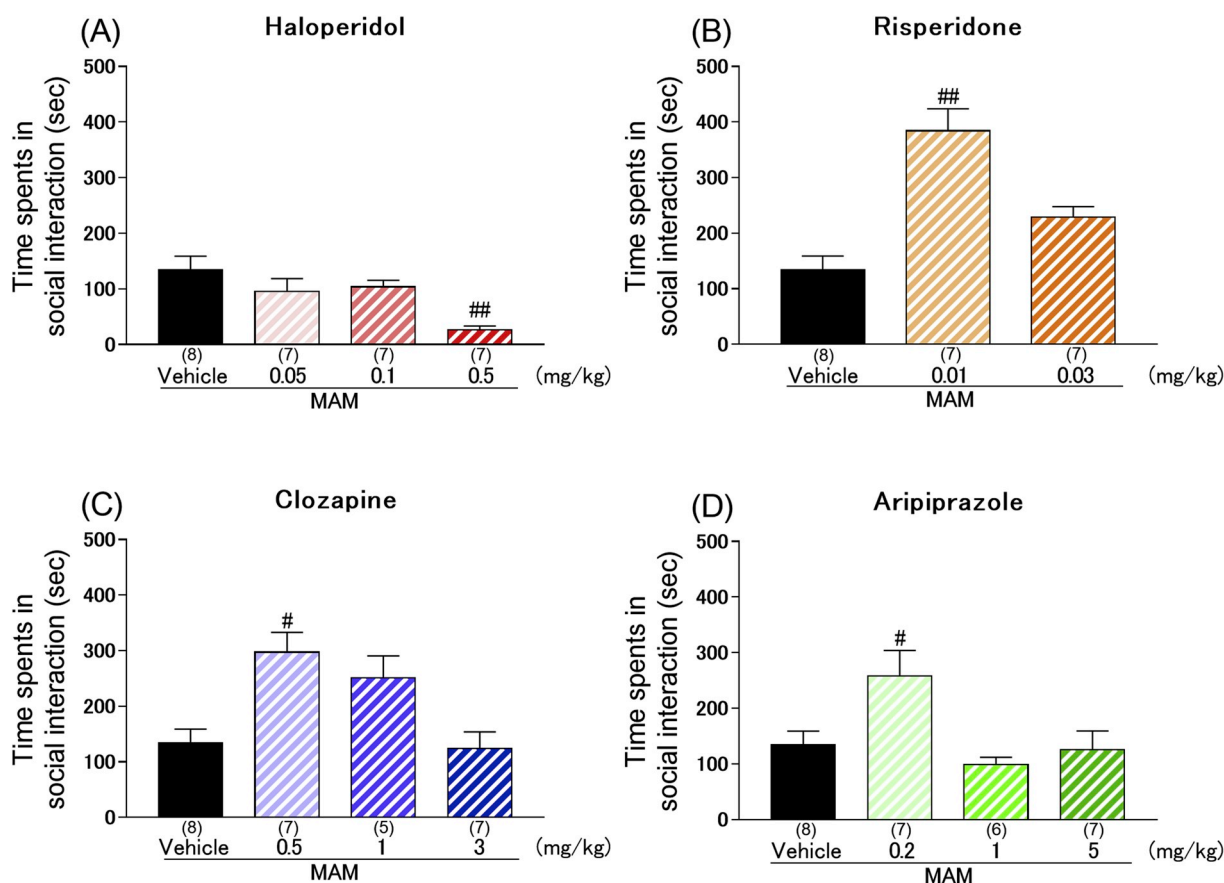 (A) Haloperidol
Time spents in
social interaction (sec)
500
400
300
200
100
0
##
(8) (7) (7) (7)
Vehicle 0.05 0.1 0.5 (mg/kg)
MAM
(B) Risperidone
Time spents in
social interaction (sec)
500
400
300
200
100
0
##
(8) (7) (7)
Vehicle 0.01 0.03 (mg/kg)
MAM
(C) Clozapine
Time spents in
social interaction (sec)
500
400
300
200
100
0
#
(8) (7) (5) (7)
Vehicle 0.5 1 3 (mg/kg)
MAM
(D) Aripiprazole
Time spents in
social interaction (sec)
500
400
300
200
100
0
#
(8) (7) (6) (7)
Vehicle 0.2 1 5 (mg/kg)
MAM